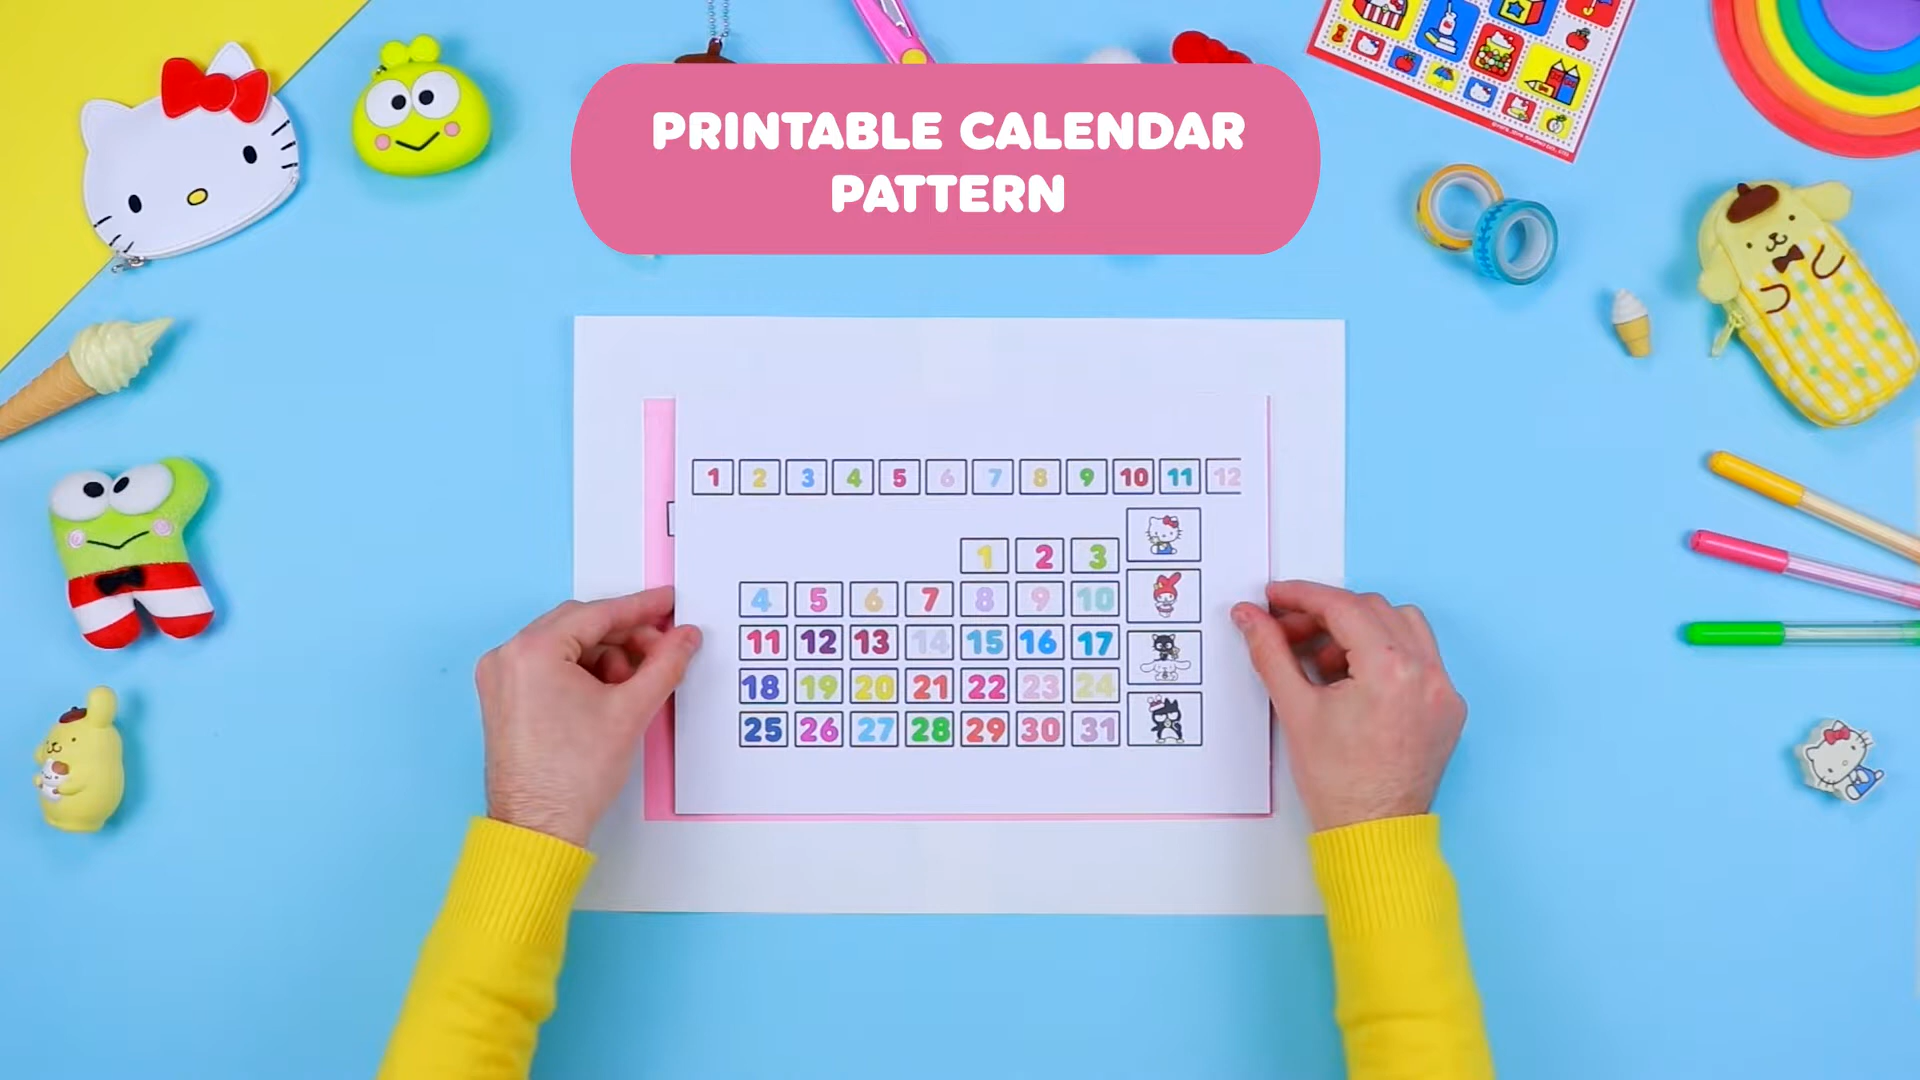 PRINTABLE CALENDAR
PATTERN
1 2 3 4 5 6 7 8 9 10 11 12
1 2 3
4 5 6 7 8 9 10
11 12 13 14 15 16 17
18 19 20 21 22 23 24
25 26 27 28 29 30 31